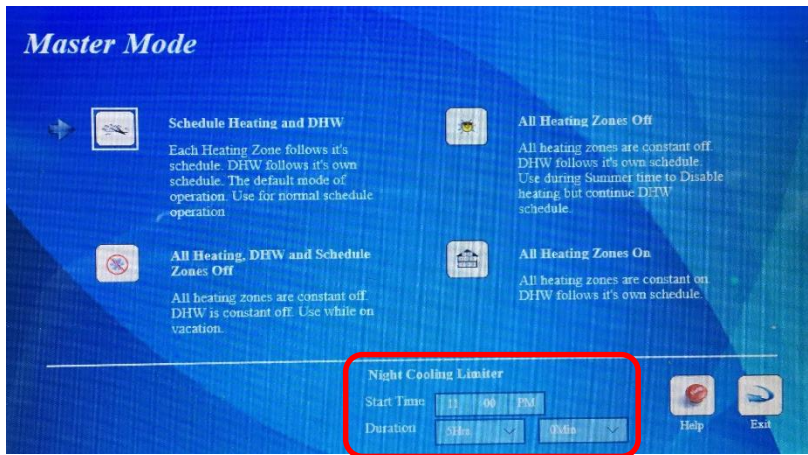 Master Mode
Schedule Heating and DHW
Each Heating Zone follows it's
schedule. DHW follows it's own
schedule. The default mode of
operation. Use for normal schedule
operation
All Heating Zones Off
All heating zones are constant off.
DHW follows it's own schedule.
Use during Summer time to Disable
heating but continue DHW
schedule.
All Heating, DHW and Schedule
Zones Off
All heating zones are constant off.
DHW is constant off. Use while on
vacation.
All Heating Zones On
All heating zones are constant on.
DHW follows it's own schedule.
Night Cooling Limiter
Start Time 11 00 PM
Duration 5Hrs 0Min
Help
Exit